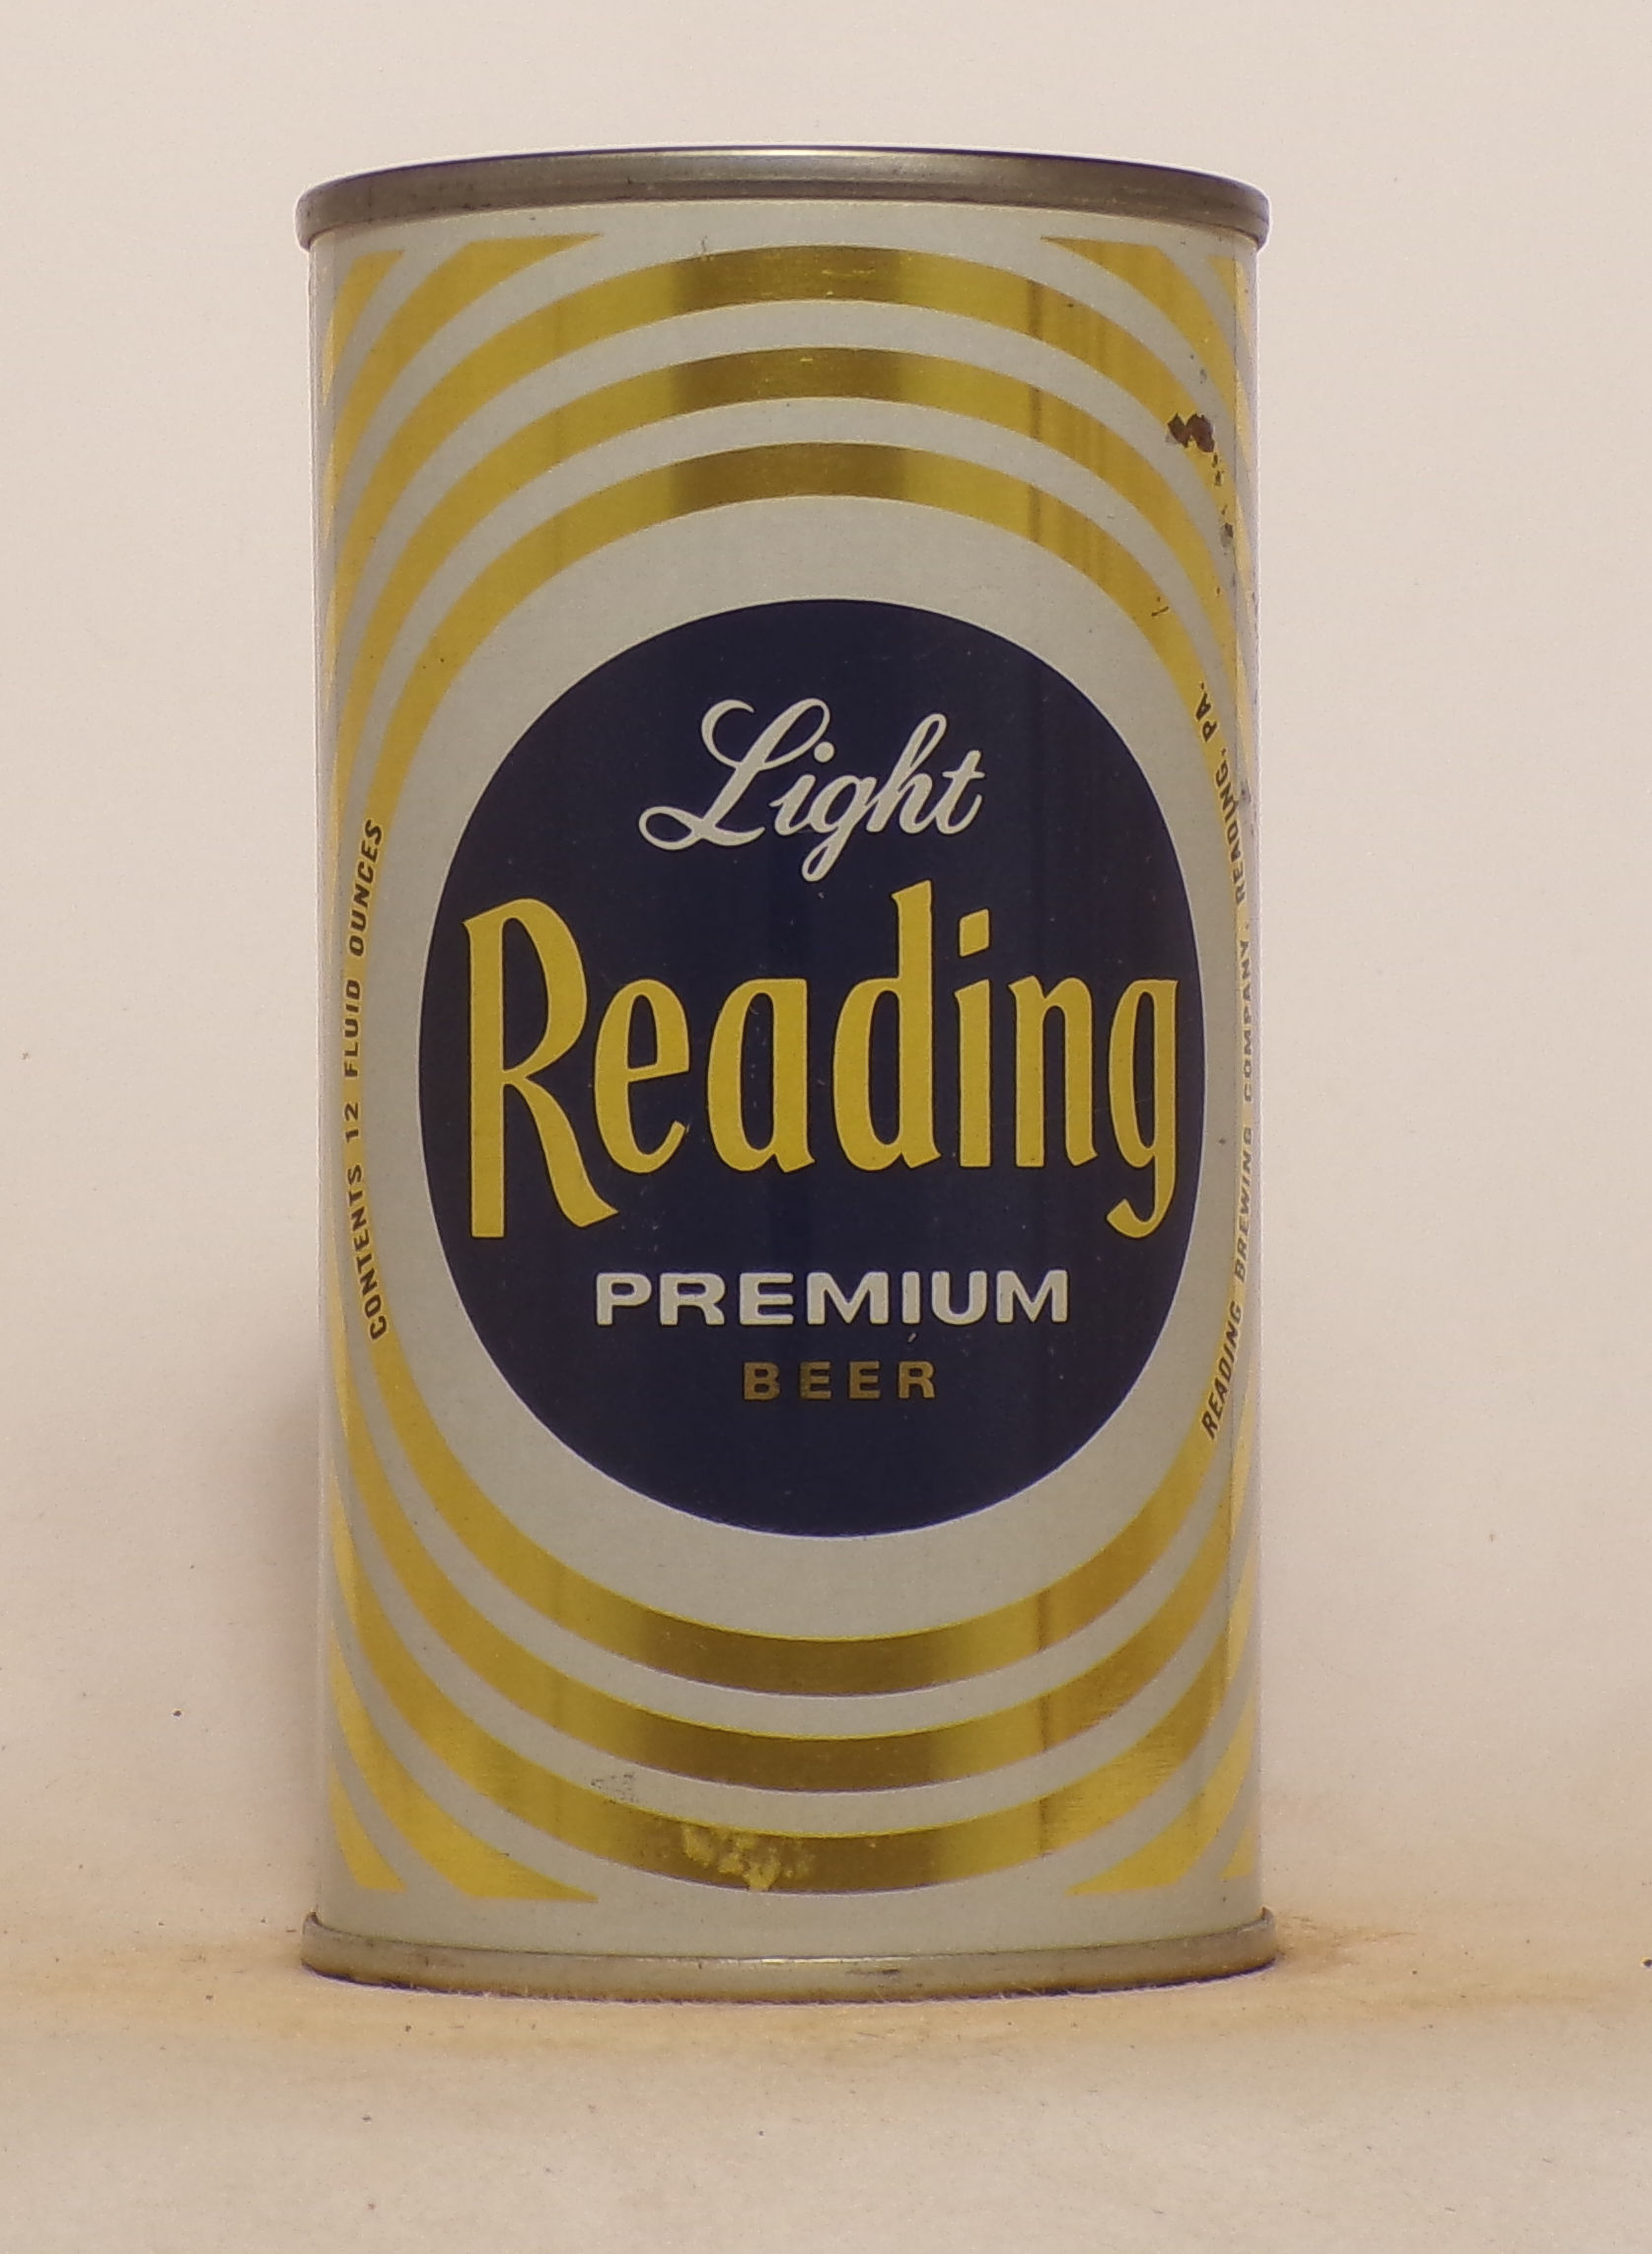 Light
Reading
PREMIUM
BEER
CONTENTS 12 FLUID OUNCES
READING BREWING COMPANY, READING, PA.